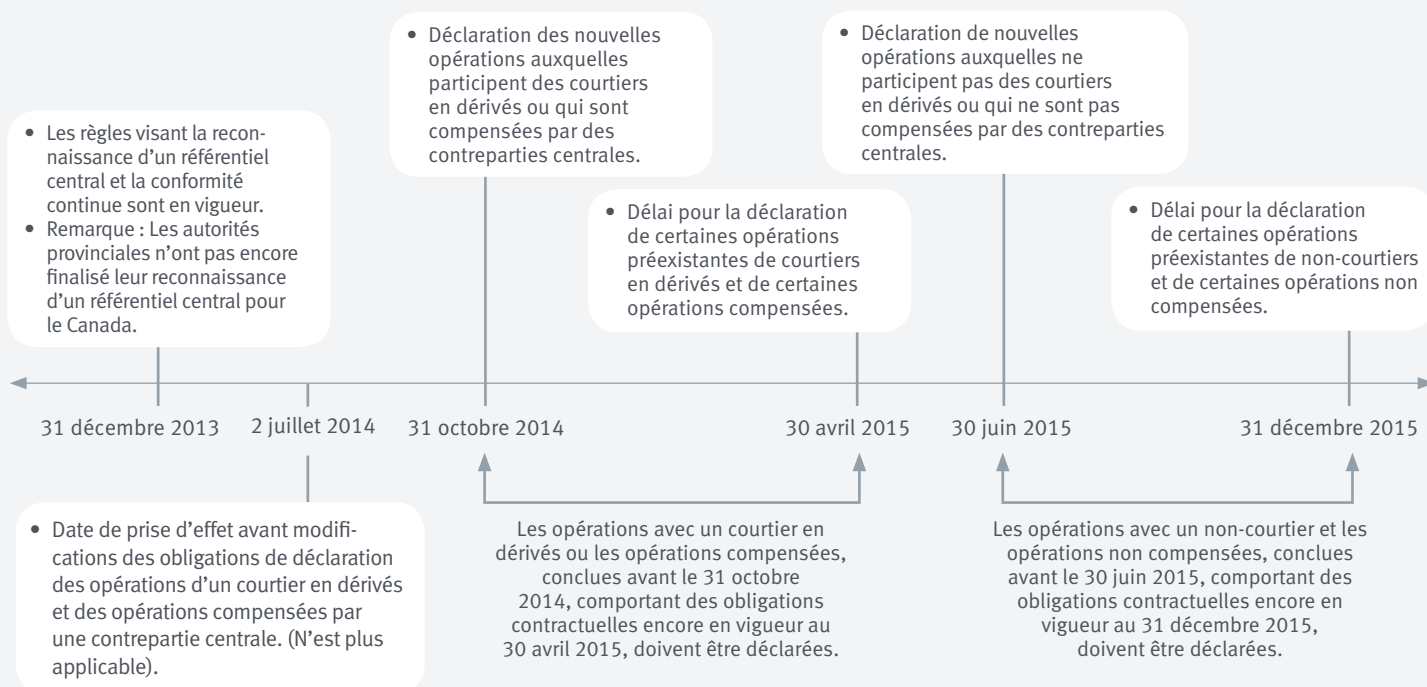 • Les règles visant la recon-
naissance d’un référentiel
central et la conformité
continue sont en vigueur.
• Remarque : Les autorités
provinciales n’ont pas encore
finalisé leur reconnaissance
d’un référentiel central pour
le Canada.
• Déclaration des nouvelles
opérations auxquelles
participent des courtiers
en dérivés ou qui sont
compensées par des
contreparties centrales.
• Délai pour la déclaration
de certaines opérations
préexistantes de courtiers
en dérivés et de certaines
opérations compensées.
• Déclaration de nouvelles
opérations auxquelles ne
participent pas des courtiers
en dérivés ou qui ne sont pas
compensées par des contreparties
centrales.
• Délai pour la déclaration
de certaines opérations
préexistantes de non-courtiers
et de certaines opérations non
compensées.
31 décembre 2013
2 juillet 2014
31 octobre 2014
30 avril 2015
30 juin 2015
31 décembre 2015
• Date de prise d’effet avant modifi-
cations des obligations de déclaration
des opérations d’un courtier en dérivés
et des opérations compensées par
une contrepartie centrale. (N’est plus
applicable).
Les opérations avec un courtier en
dérivés ou les opérations compensées,
conclues avant le 31 octobre
2014, comportant des obligations
contractuelles encore en vigueur au
30 avril 2015, doivent être déclarées.
Les opérations avec un non-courtier et les
opérations non compensées, conclues
avant le 30 juin 2015, comportant des
obligations contractuelles encore en
vigueur au 31 décembre 2015,
doivent être déclarées.